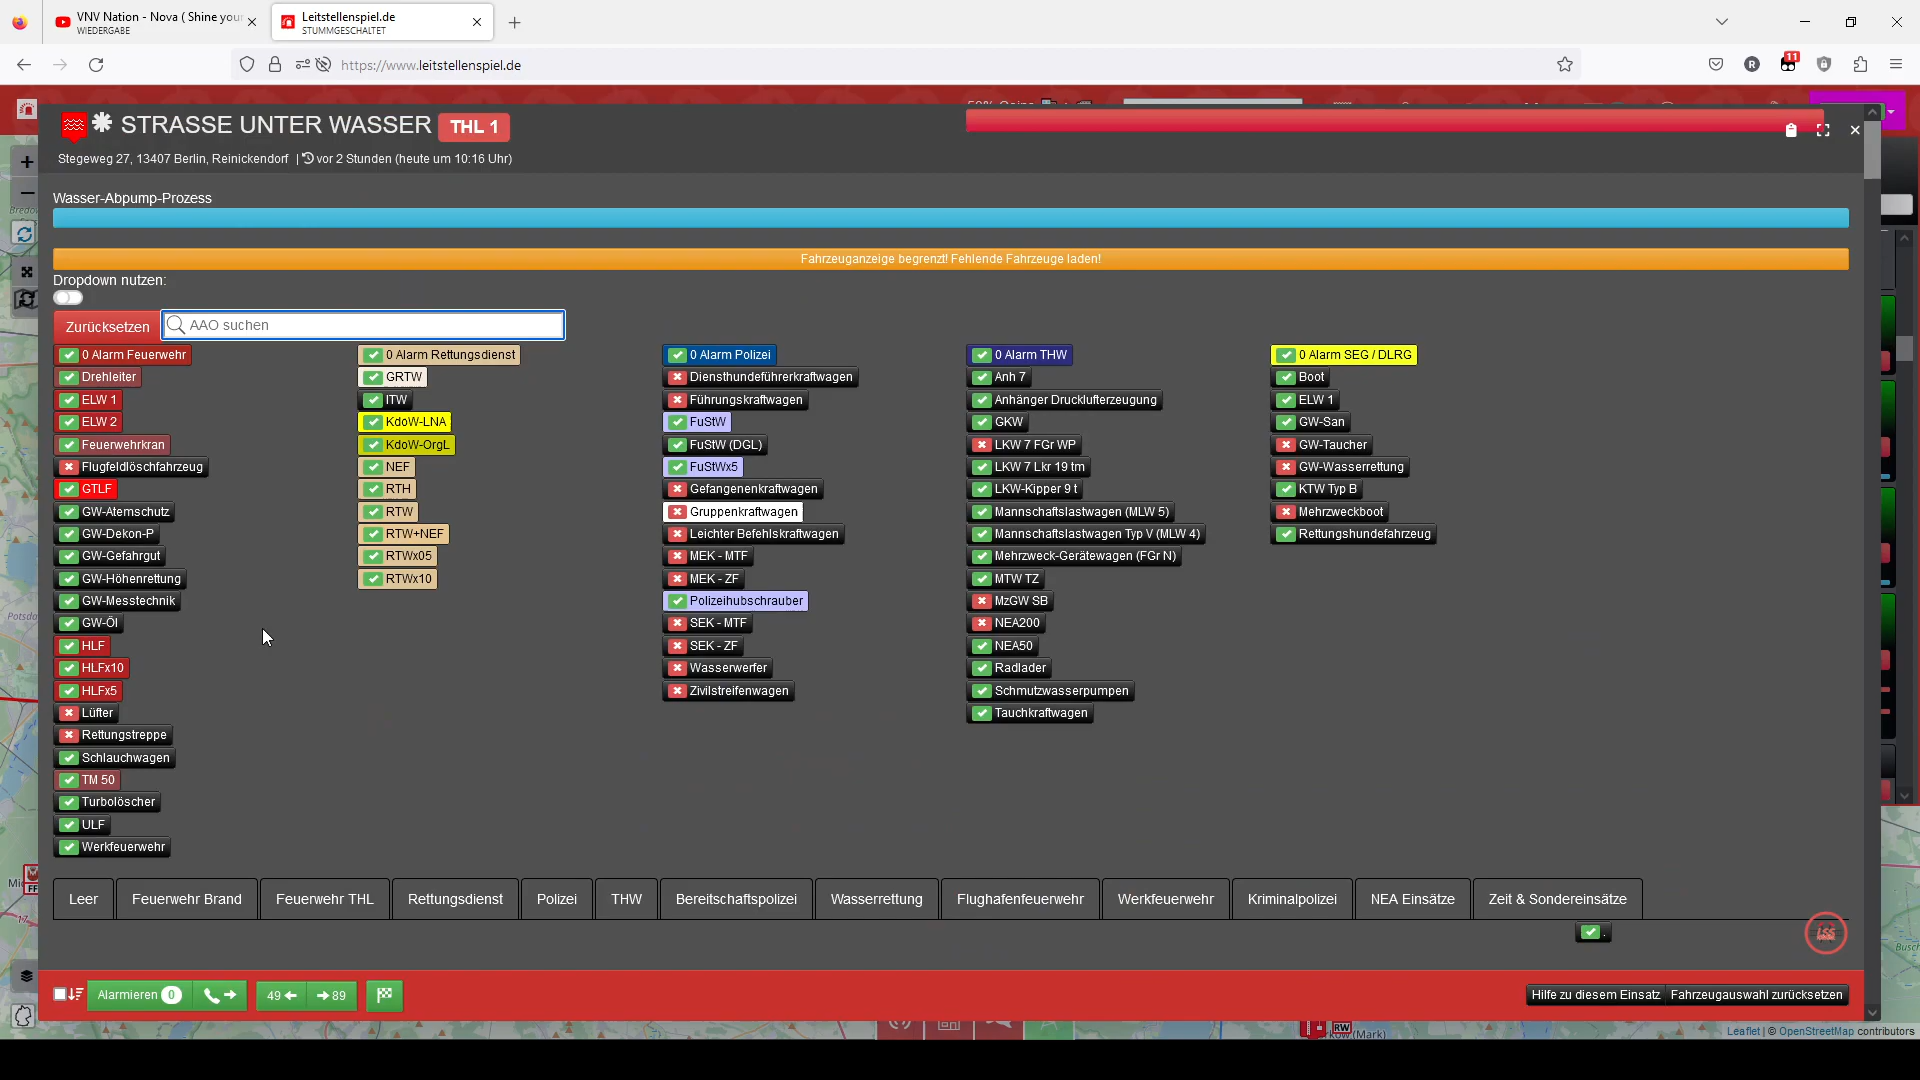 VNV Nation - Nova ( Shine your
WIEDERGABE
Leitstellenspiel.de
STUMMGESCHALTET
https://www.leitstellenspiel.de
11
STRASSE UNTER WASSER THL 1
Stegeweg 27, 13407 Berlin, Reinickendorf | vor 2 Stunden (heute um 10:16 Uhr)
Wasser-Abpump-Prozess
Fahrzeuganzeige begrenzt! Fehlende Fahrzeuge laden!
Dropdown nutzen:
Zurücksetzen AAO suchen
0 Alarm Feuerwehr
Drehleiter
ELW 1
ELW 2
Feuerwehrkran
Flugfeldlöschfahrzeug
GTLF
GW-Atemschutz
GW-Dekon-P
GW-Gefahrgut
GW-Höhenrettung
GW-Messtechnik
GW-Öl
HLF
HLFx10
HLFx5
Lüfter
Rettungstreppe
Schlauchwagen
TM 50
Turbolöscher
ULF
Werkfeuerwehr
0 Alarm Rettungsdienst
GRTW
ITW
KdoW-LNA
KdoW-OrgL
NEF
RTH
RTW
RTW+NEF
RTWx05
RTWx10
0 Alarm Polizei
Diensthundeführerkraftwagen
Führungskraftwagen
FuStW
FuStW (DGL)
FuStWx5
Gefangenenkraftwagen
Gruppenkraftwagen
Leichter Befehlskraftwagen
MEK - MTF
MEK - ZF
Polizeihubschrauber
SEK - MTF
SEK - ZF
Wasserwerfer
Zivilstreifenwagen
0 Alarm THW
Anh 7
Anhänger Drucklufterzeugung
GKW
LKW 7 FGr WP
LKW 7 Lkr 19 tm
LKW-Kipper 9 t
Mannschaftslastwagen (MLW 5)
Mannschaftslastwagen Typ V (MLW 4)
Mehrzweck-Gerätewagen (FGr N)
MTW TZ
MzGW SB
NEA200
NEA50
Radlader
Schmutzwasserpumpen
Tauchkraftwagen
0 Alarm SEG / DLRG
Boot
ELW 1
GW-San
GW-Taucher
GW-Wasserrettung
KTW Typ B
Mehrzweckboot
Rettungshundefahrzeug
Leer Feuerwehr Brand Feuerwehr THL Rettungsdienst Polizei THW Bereitschaftspolizei Wasserrettung Flughafenfeuerwehr Werkfeuerwehr Kriminalpolizei NEA Einsätze Zeit & Sondereinsätze
.
Alarmieren 0 49 89 Hilfe zu diesem Einsatz Fahrzeugauswahl zurücksetzen
RW
Leaflet | © OpenStreetMap contributors